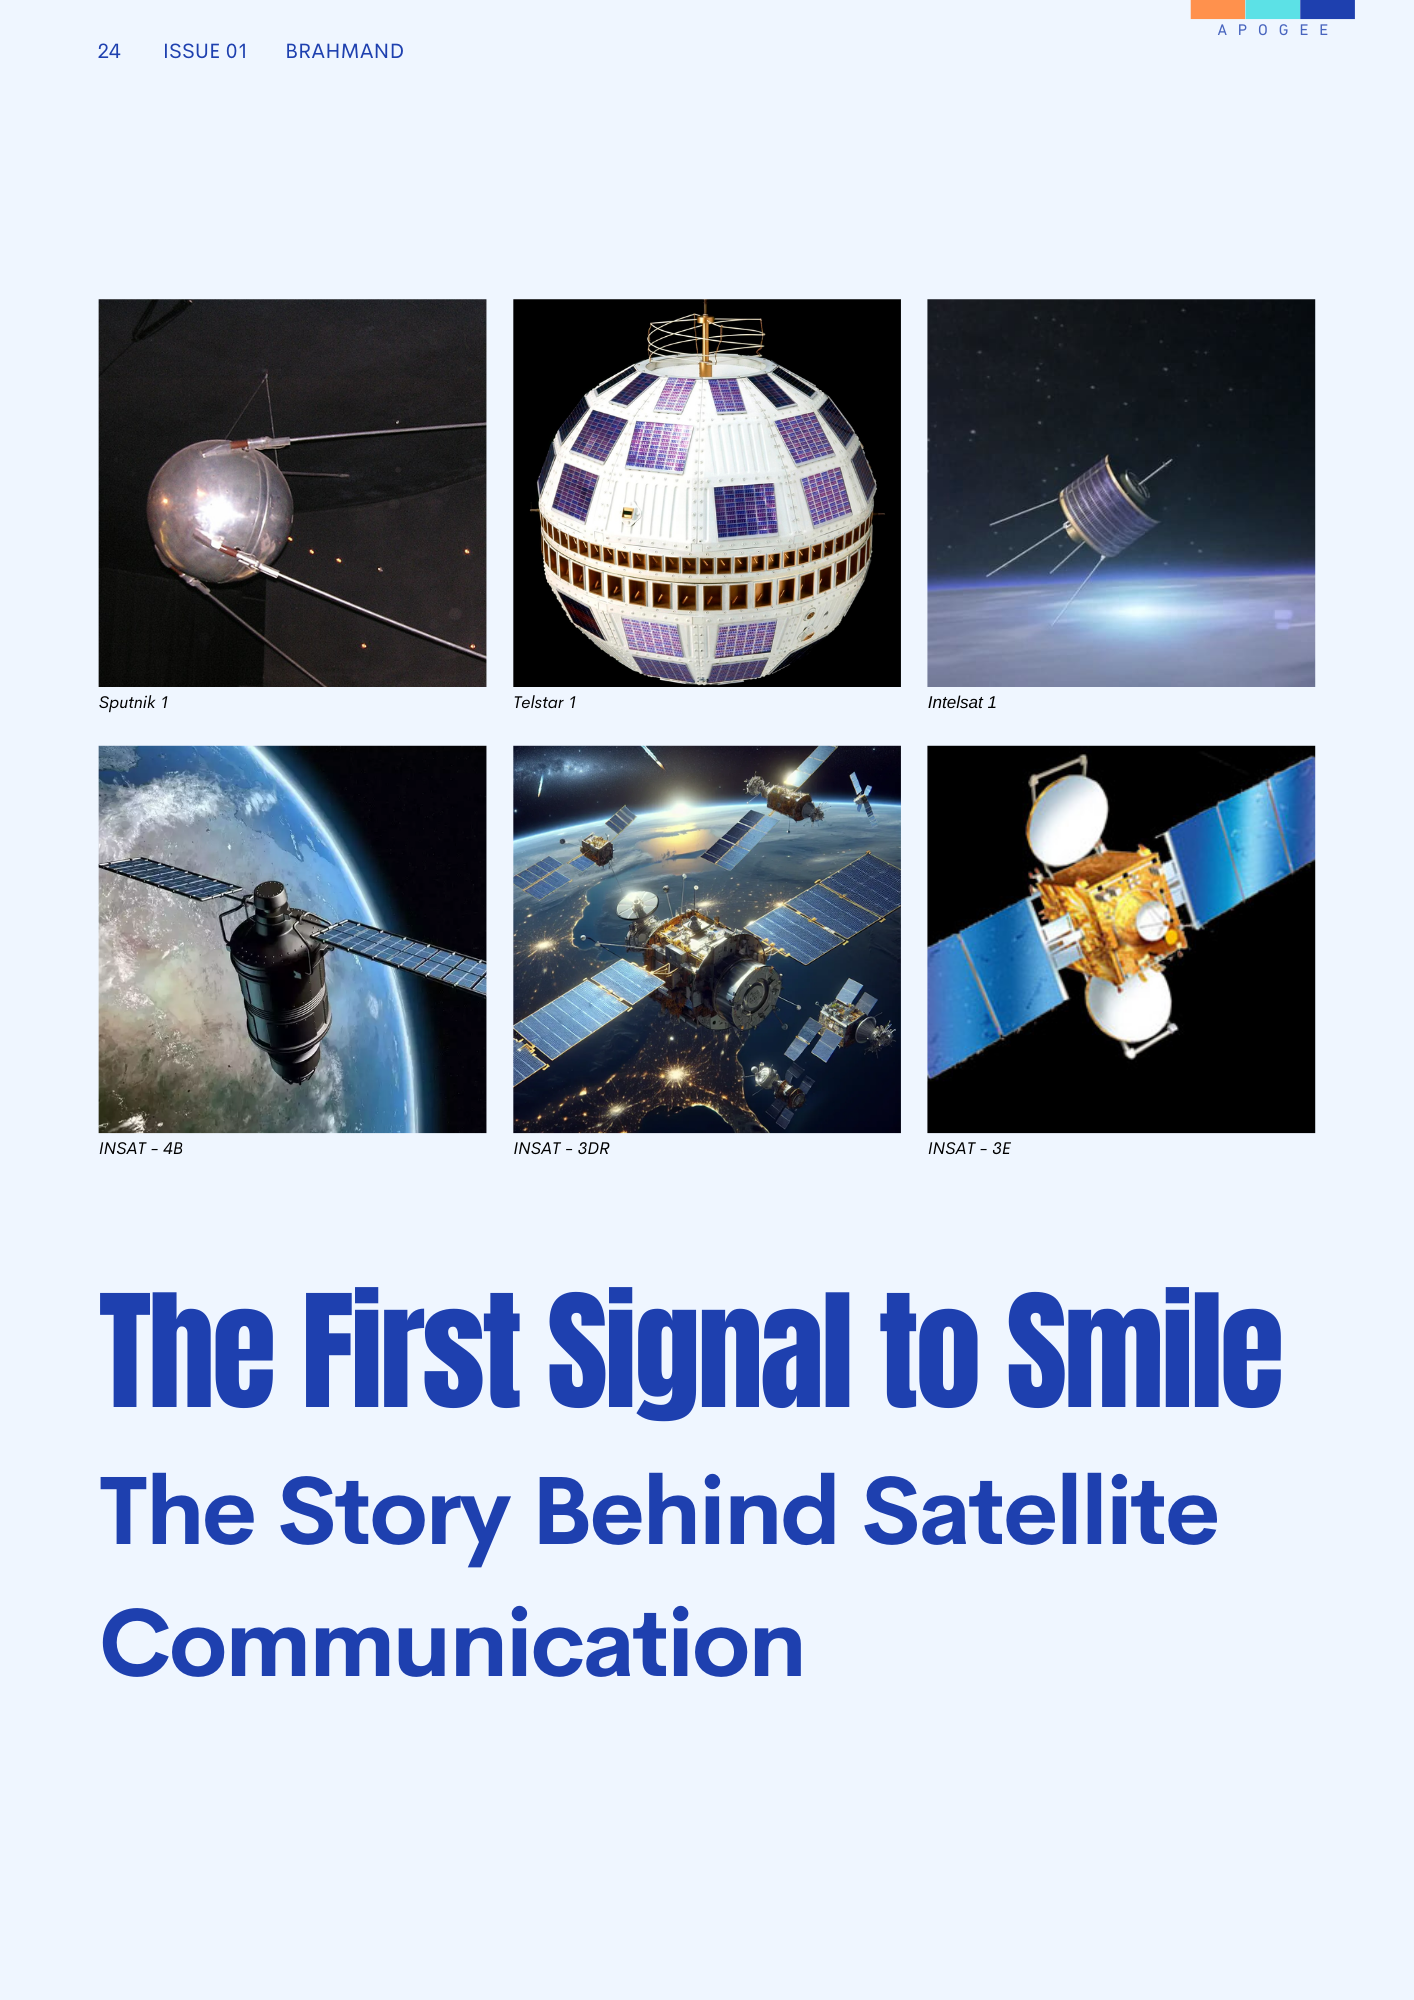 24 ISSUE 01 BRAHMAND
APOGEE
Sputnik 1
Telstar 1
Intelsat 1
INSAT - 4B
INSAT - 3DR
INSAT - 3E
The First Signal to Smile
The Story Behind Satellite
Communication